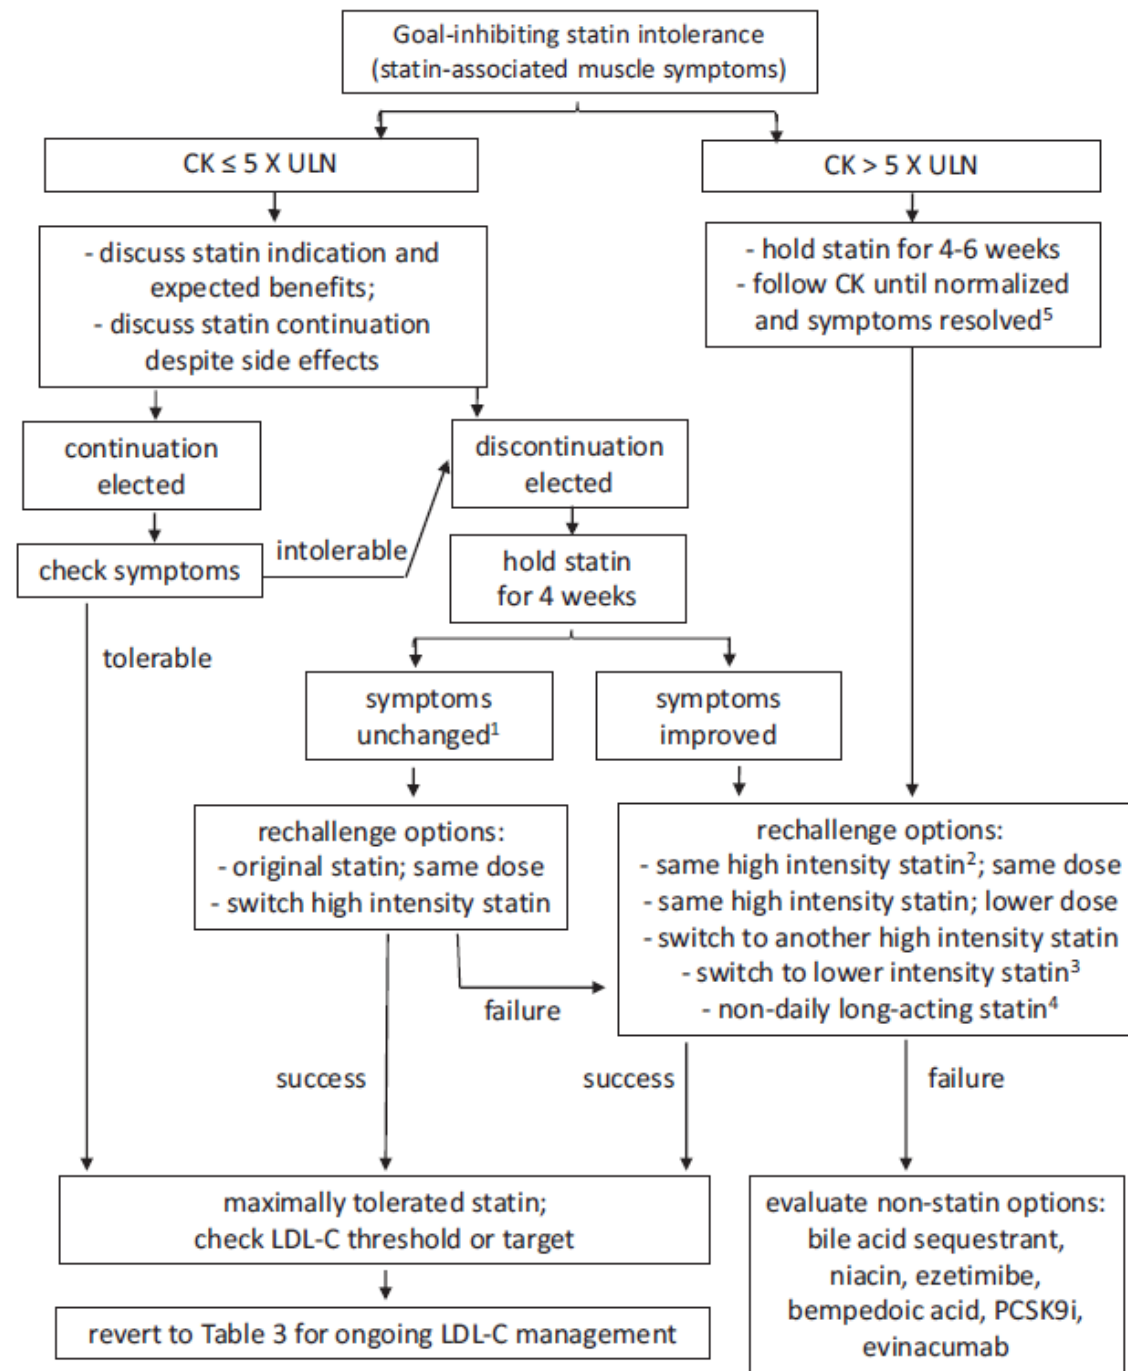 Goal-inhibiting statin intolerance
(statin-associated muscle symptoms)
CK ≤ 5 X ULN
CK > 5 X ULN
- discuss statin indication and
expected benefits;
- discuss statin continuation
despite side effects
- hold statin for 4-6 weeks
- follow CK until normalized
and symptoms resolved⁵
continuation
elected
discontinuation
elected
check symptoms
intolerable
hold statin
for 4 weeks
tolerable
symptoms
unchanged¹
symptoms
improved
rechallenge options:
- original statin; same dose
- switch high intensity statin
rechallenge options:
- same high intensity statin²; same dose
- same high intensity statin; lower dose
- switch to another high intensity statin
- switch to lower intensity statin³
- non-daily long-acting statin⁴
failure
success
success
failure
maximally tolerated statin;
check LDL-C threshold or target
evaluate non-statin options:
bile acid sequestrant,
niacin, ezetimibe,
bempedoic acid, PCSK9i,
evinacumab
revert to Table 3 for ongoing LDL-C management